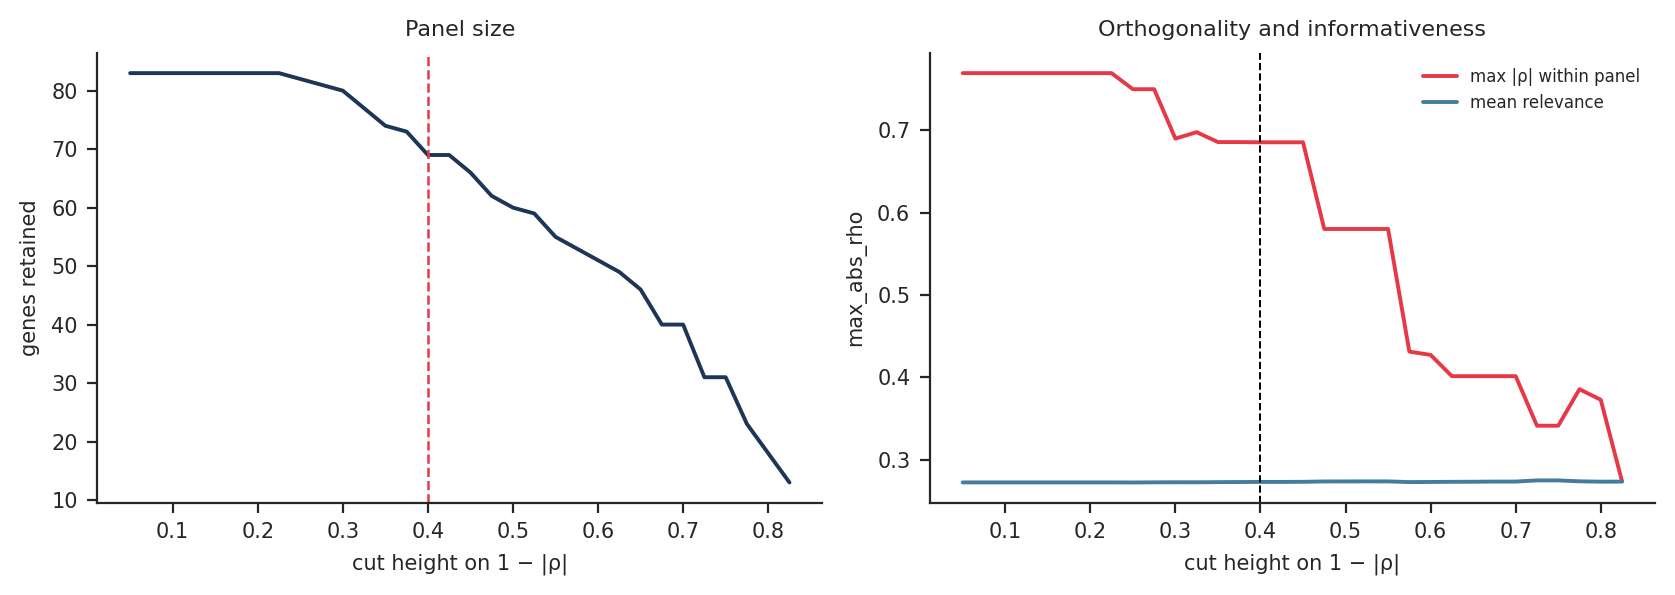 Panel size
genes retained
80
70
60
50
40
30
20
10
0.1 0.2 0.3 0.4 0.5 0.6 0.7 0.8
cut height on 1 − |ρ|
Orthogonality and informativeness
max |ρ| within panel
mean relevance
max_abs_rho
0.7
0.6
0.5
0.4
0.3
0.1 0.2 0.3 0.4 0.5 0.6 0.7 0.8
cut height on 1 − |ρ|